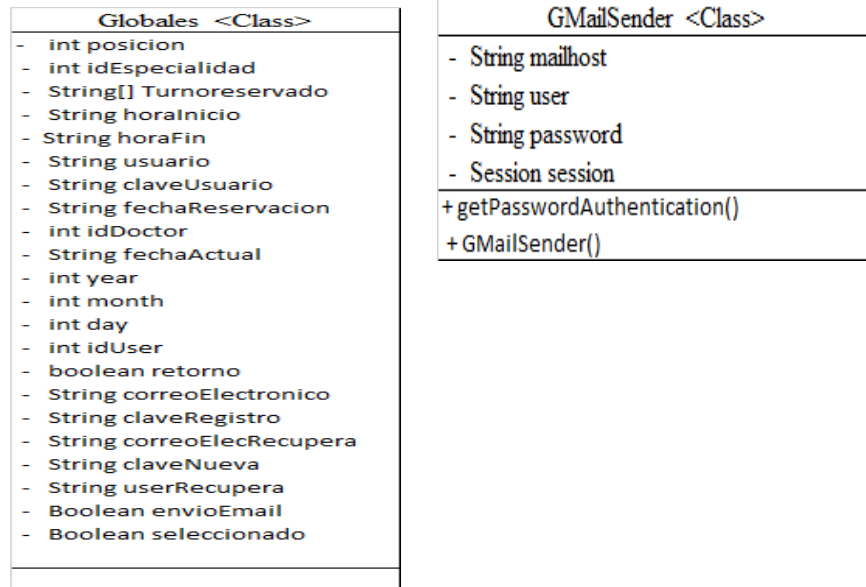 Globales <Class>
- int posicion
- int idEspecialidad
- String[] Turnoreservado
- String horaInicio
- String horaFin
- String usuario
- String claveUsuario
- String fechaReservacion
- int idDoctor
- String fechaActual
- int year
- int month
- int day
- int idUser
- boolean retorno
- String correoElectronico
- String claveRegistro
- String correoElecRecupera
- String claveNueva
- String userRecupera
- Boolean envioEmail
- Boolean seleccionado
GMailSender <Class>
- String mailhost
- String user
- String password
- Session session
+ getPasswordAuthentication()
+ GMailSender()